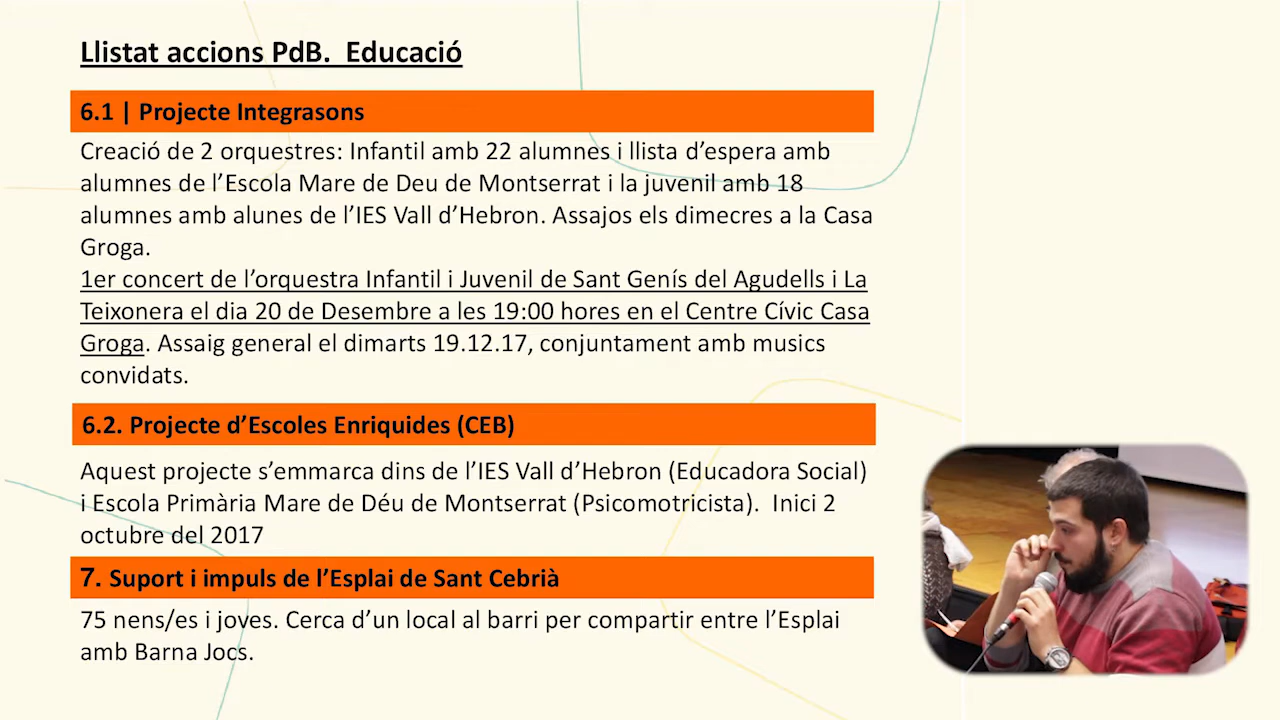 Llistat accions PdB.  Educació
6.1 | Projecte Integrasons
Creació de 2 orquestres: Infantil amb 22 alumnes i llista d’espera amb
alumnes de l’Escola Mare de Deu de Montserrat i la juvenil amb 18
alumnes amb alunes de l’IES Vall d’Hebron. Assajos els dimecres a la Casa
Groga.
1er concert de l’orquestra Infantil i Juvenil de Sant Genís del Agudells i La
Teixonera el dia 20 de Desembre a les 19:00 hores en el Centre Cívic Casa
Groga. Assaig general el dimarts 19.12.17, conjuntament amb musics
convidats.
6.2. Projecte d’Escoles Enriquides (CEB)
Aquest projecte s’emmarca dins de l’IES Vall d’Hebron (Educadora Social)
i Escola Primària Mare de Déu de Montserrat (Psicomotricista).  Inici 2
octubre del 2017
7. Suport i impuls de l’Esplai de Sant Cebrià
75 nens/es i joves. Cerca d’un local al barri per compartir entre l’Esplai
amb Barna Jocs.